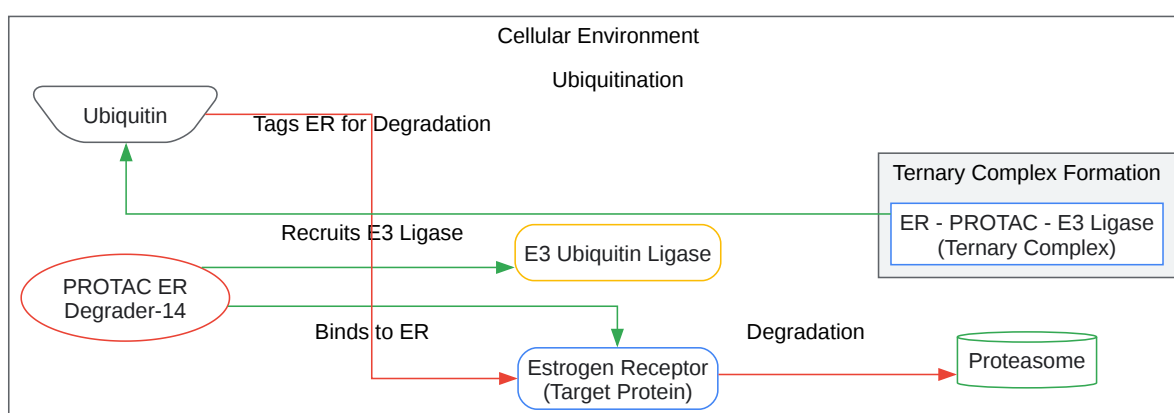 Cellular Environment
Ubiquitination
Ubiquitin
Tags ER for Degradation
Ternary Complex Formation
ER - PROTAC - E3 Ligase
(Ternary Complex)
Recruits E3 Ligase
E3 Ubiquitin Ligase
PROTAC ER
Degrader-14
Binds to ER
Degradation
Estrogen Receptor
(Target Protein)
Proteasome